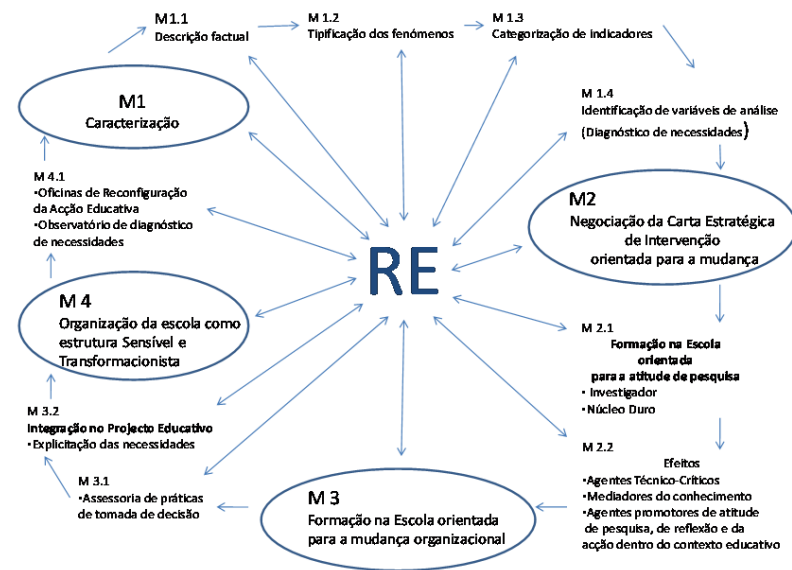 M1.1
Descrição factual
M 1.2
Tipificação dos fenómenos
M 1.3
Categorização de indicadores
M 1.4
Identificação de variáveis de análise
(Diagnóstico de necessidades)
M1
Caracterização
M2
Negociação da Carta Estratégica
de Intervenção
orientada para a mudança
M 2.1
Formação na Escola
orientada
para a atitude de pesquisa
• Investigador
• Núcleo Duro
M 2.2
Efeitos
•Agentes Técnico-Críticos
•Mediadores do conhecimento
•Agentes promotores de atitude
de pesquisa, de reflexão e da
acção dentro do contexto educativo
M 3
Formação na Escola orientada
para a mudança organizacional
M 3.1
•Assessoria de práticas
de tomada de decisão
M 3.2
Integração no Projecto Educativo
•Explicitação das necessidades
M 4
Organização da escola como
estrutura Sensível e
Transformacionista
M 4.1
•Oficinas de Reconfiguração
da Acção Educativa
•Observatório de diagnóstico
de necessidades
RE